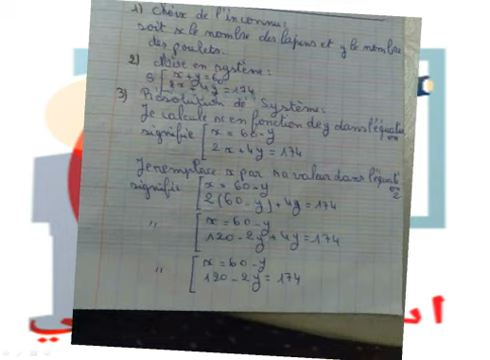 1) Choix de l'inconnue:
soit x le nombre des lapins et y le nombre
des poulets.
2) Mise en système:
S [ x + y = 60
2x + 4y = 174
3) Résolution de Système:
Je calcule x en fonction de y dans l'équation
signifie [ x = 60 - y
2x + 4y = 174
Je remplace x par sa valeur dans l'équation 2
signifie [ x = 60 - y
2(60 - y) + 4y = 174
" [ x = 60 - y
120 - 2y + 4y = 174
" [ x = 60 - y
120 - 2y = 174